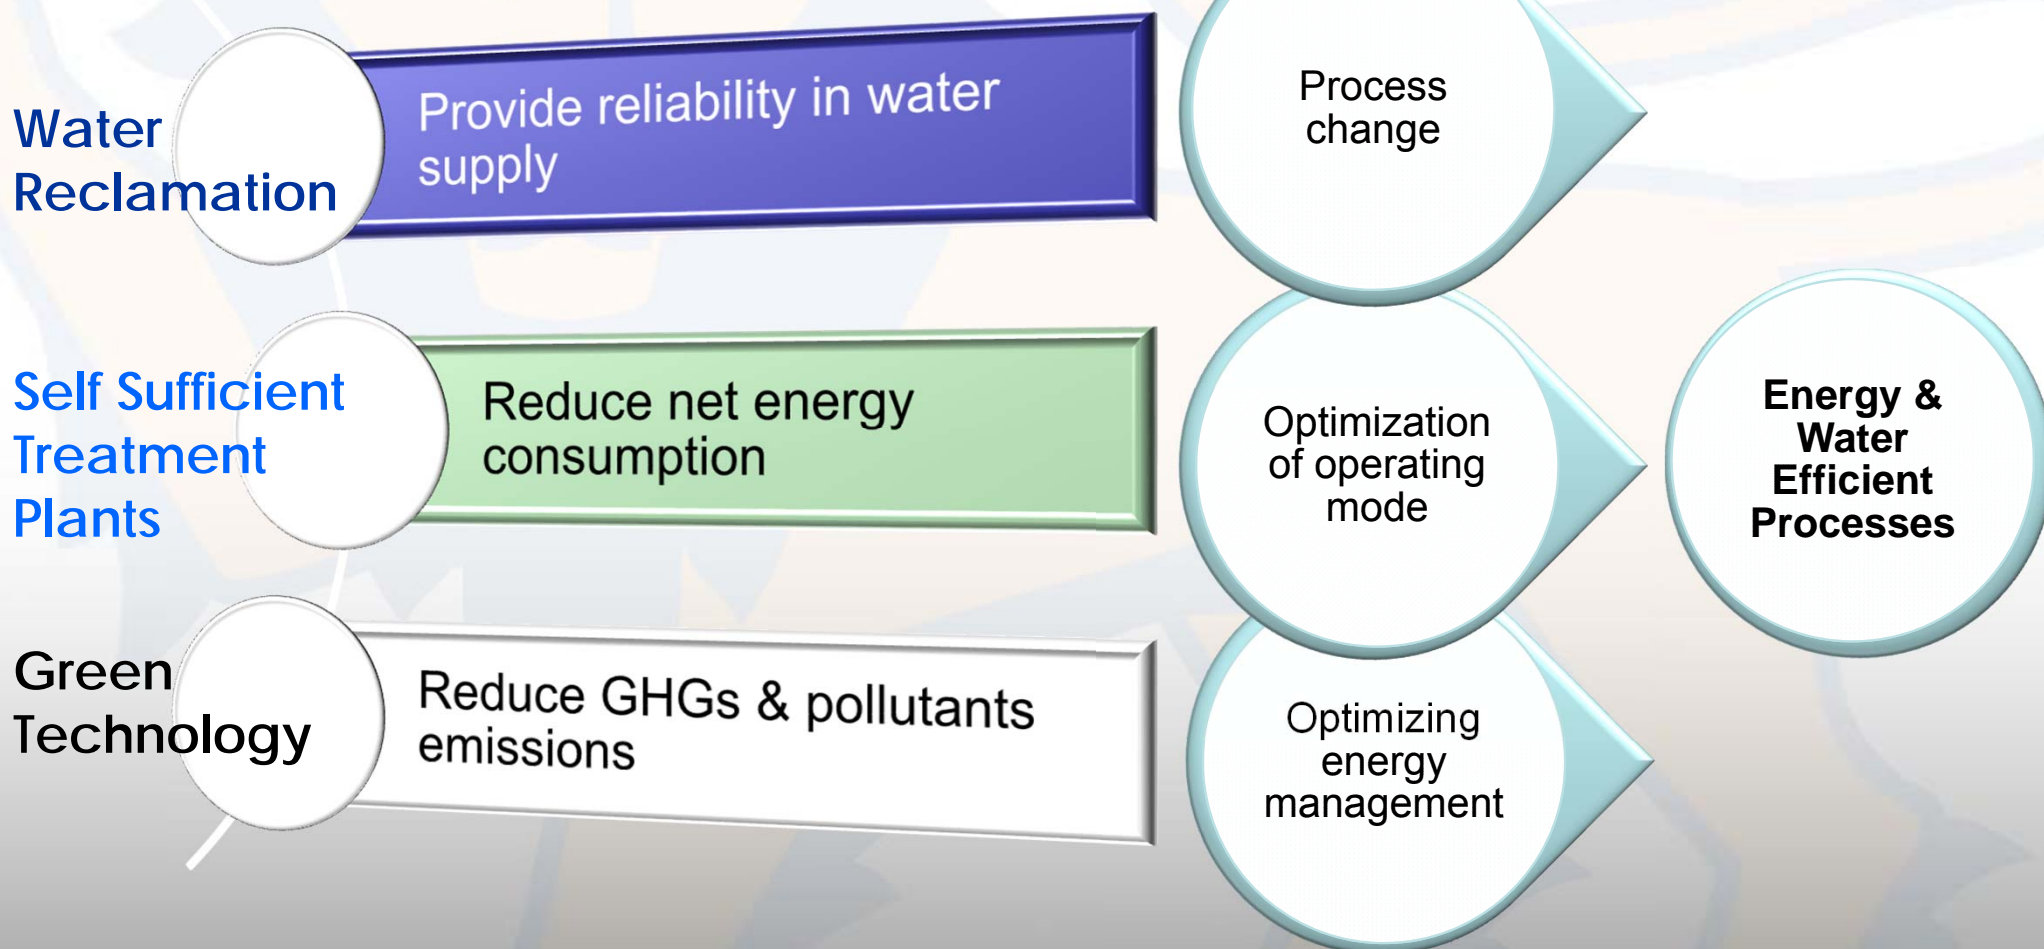 Water
Reclamation
Provide reliability in water
supply
Process
change
Self Sufficient
Treatment
Plants
Reduce net energy
consumption
Optimization
of operating
mode
Energy &
Water
Efficient
Processes
Green
Technology
Reduce GHGs & pollutants
emissions
Optimizing
energy
management